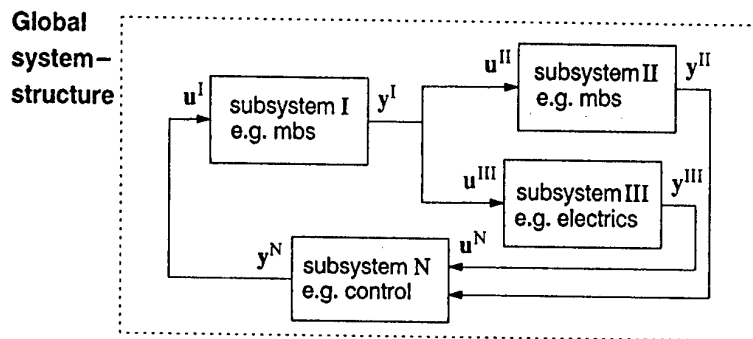 Global
system–
structure
u^I
subsystem I
e.g. mbs
y^I
u^II
subsystem II
e.g. mbs
y^II
u^III
subsystem III
e.g. electrics
y^III
y^N
subsystem N
e.g. control
u^N